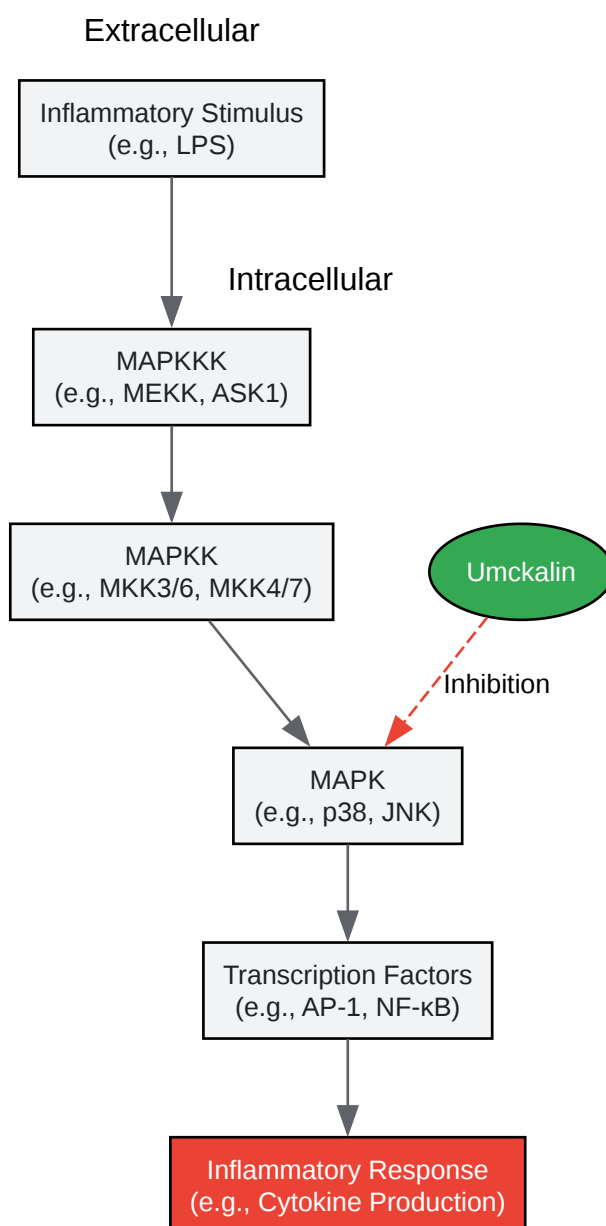 Extracellular
Inflammatory Stimulus
(e.g., LPS)
Intracellular
MAPKKK
(e.g., MEKK, ASK1)
MAPKK
(e.g., MKK3/6, MKK4/7)
Umckalin
Inhibition
MAPK
(e.g., p38, JNK)
Transcription Factors
(e.g., AP-1, NF-κB)
Inflammatory Response
(e.g., Cytokine Production)